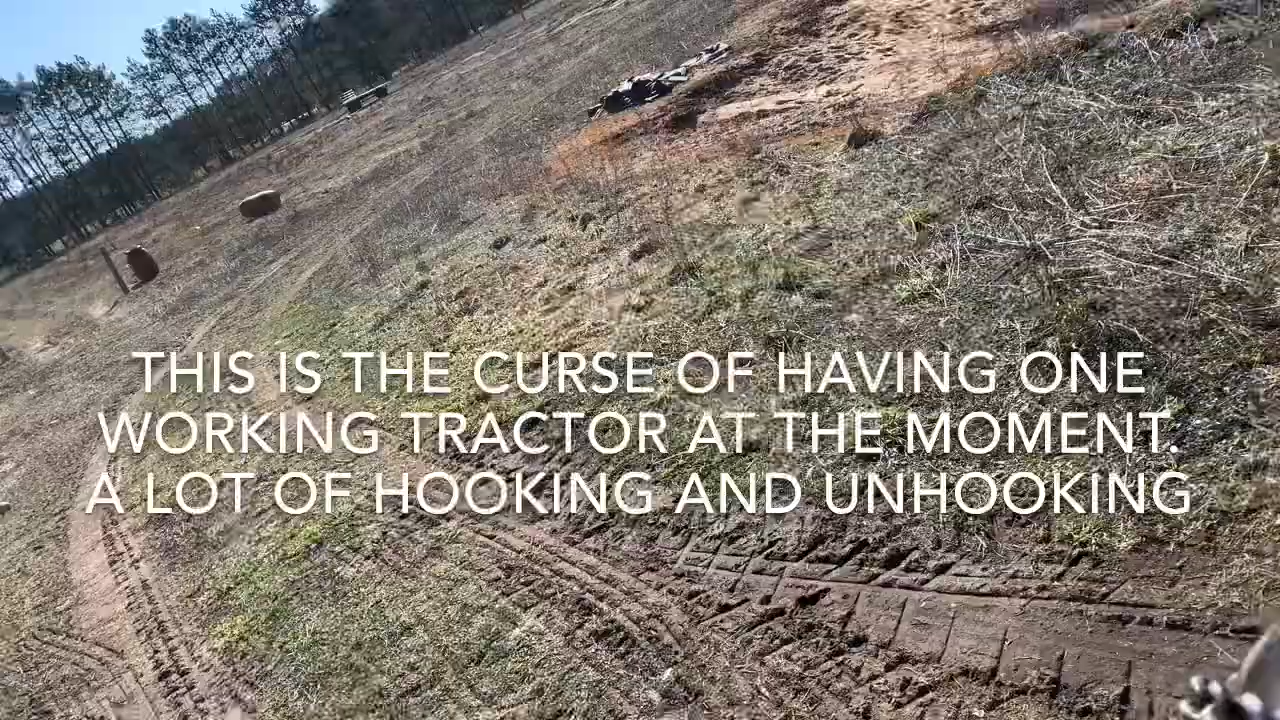 THIS IS THE CURSE OF HAVING ONE
WORKING TRACTOR AT THE MOMENT.
A LOT OF HOOKING AND UNHOOKING